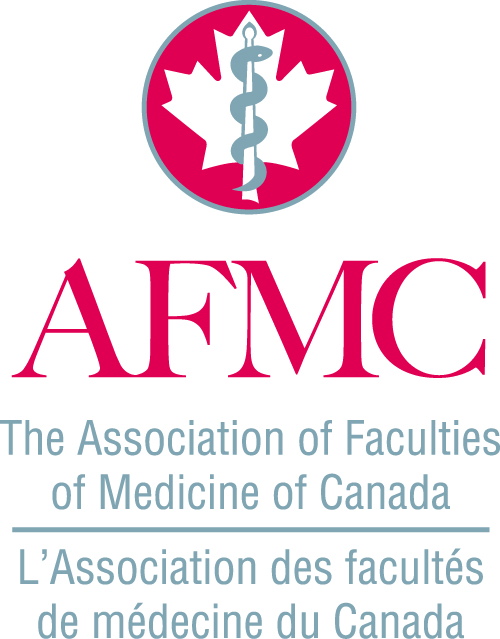 AFMC
The Association of Faculties
of Medicine of Canada
L’Association des facultés
de médecine du Canada